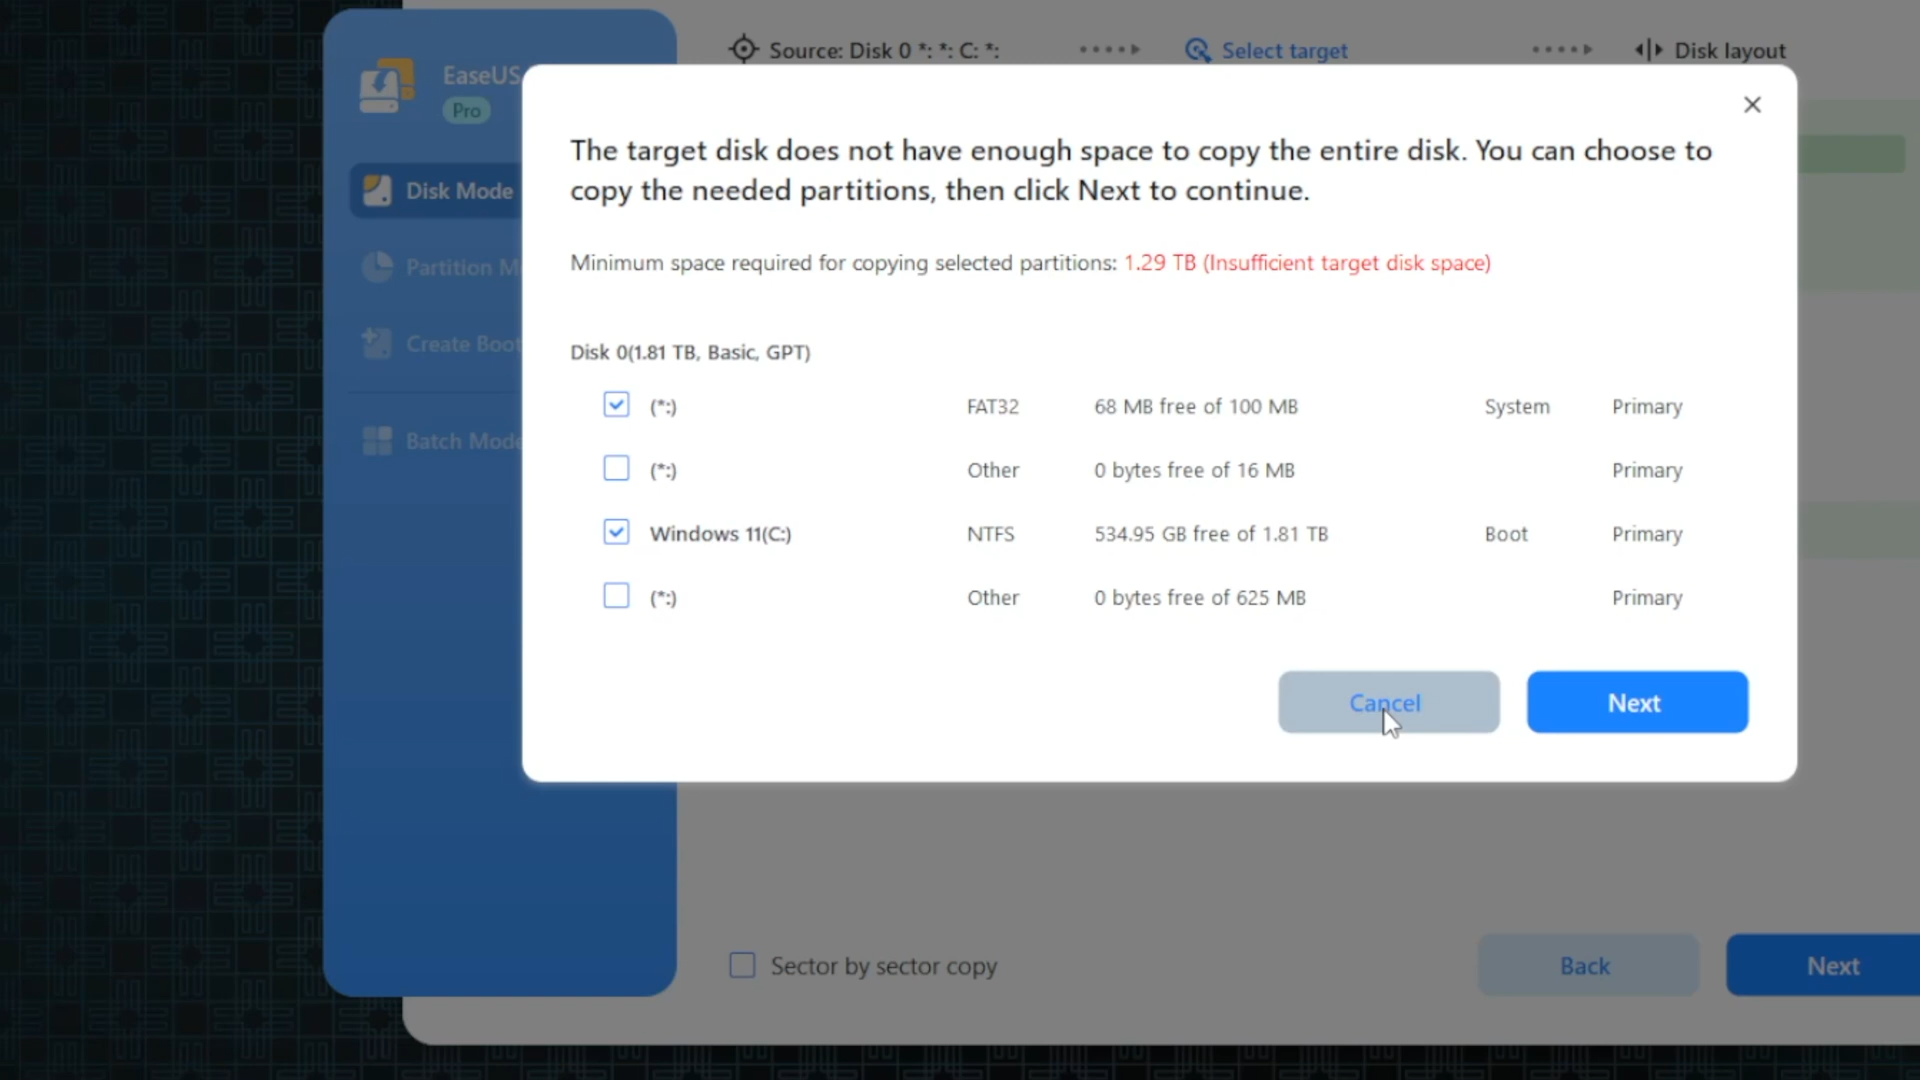 Source: Disk 0 *: *: C: *:
Select target
Disk layout
EaseUS
Pro
Disk Mode
Partition M
Create Boot
Batch Mode
The target disk does not have enough space to copy the entire disk. You can choose to
copy the needed partitions, then click Next to continue.
Minimum space required for copying selected partitions: 1.29 TB (Insufficient target disk space)
Disk 0(1.81 TB, Basic, GPT)
(*:) FAT32 68 MB free of 100 MB System Primary
(*:) Other 0 bytes free of 16 MB Primary
Windows 11(C:) NTFS 534.95 GB free of 1.81 TB Boot Primary
(*:) Other 0 bytes free of 625 MB Primary
Cancel
Next
Sector by sector copy
Back
Next